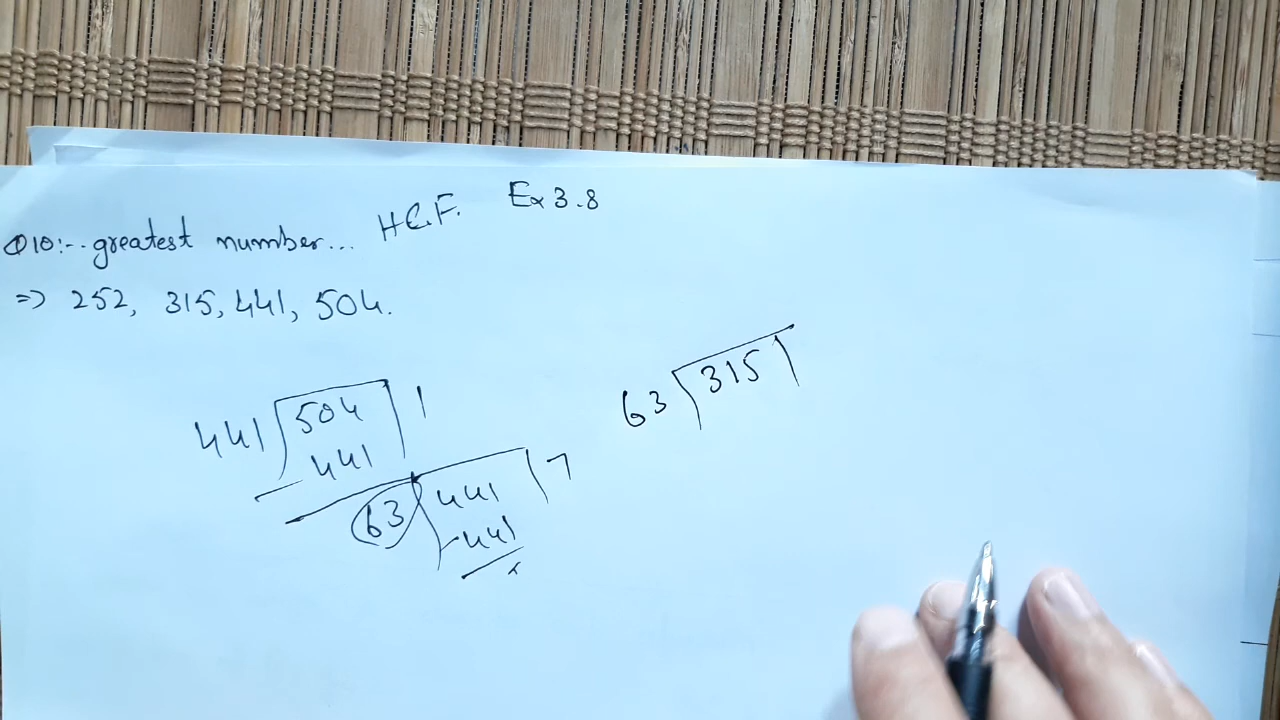 Ex 3.8
Q10:- greatest number... H.C.F.
=> 252, 315, 441, 504.
441 504 1
441
63 441 7
-441
×
63 315